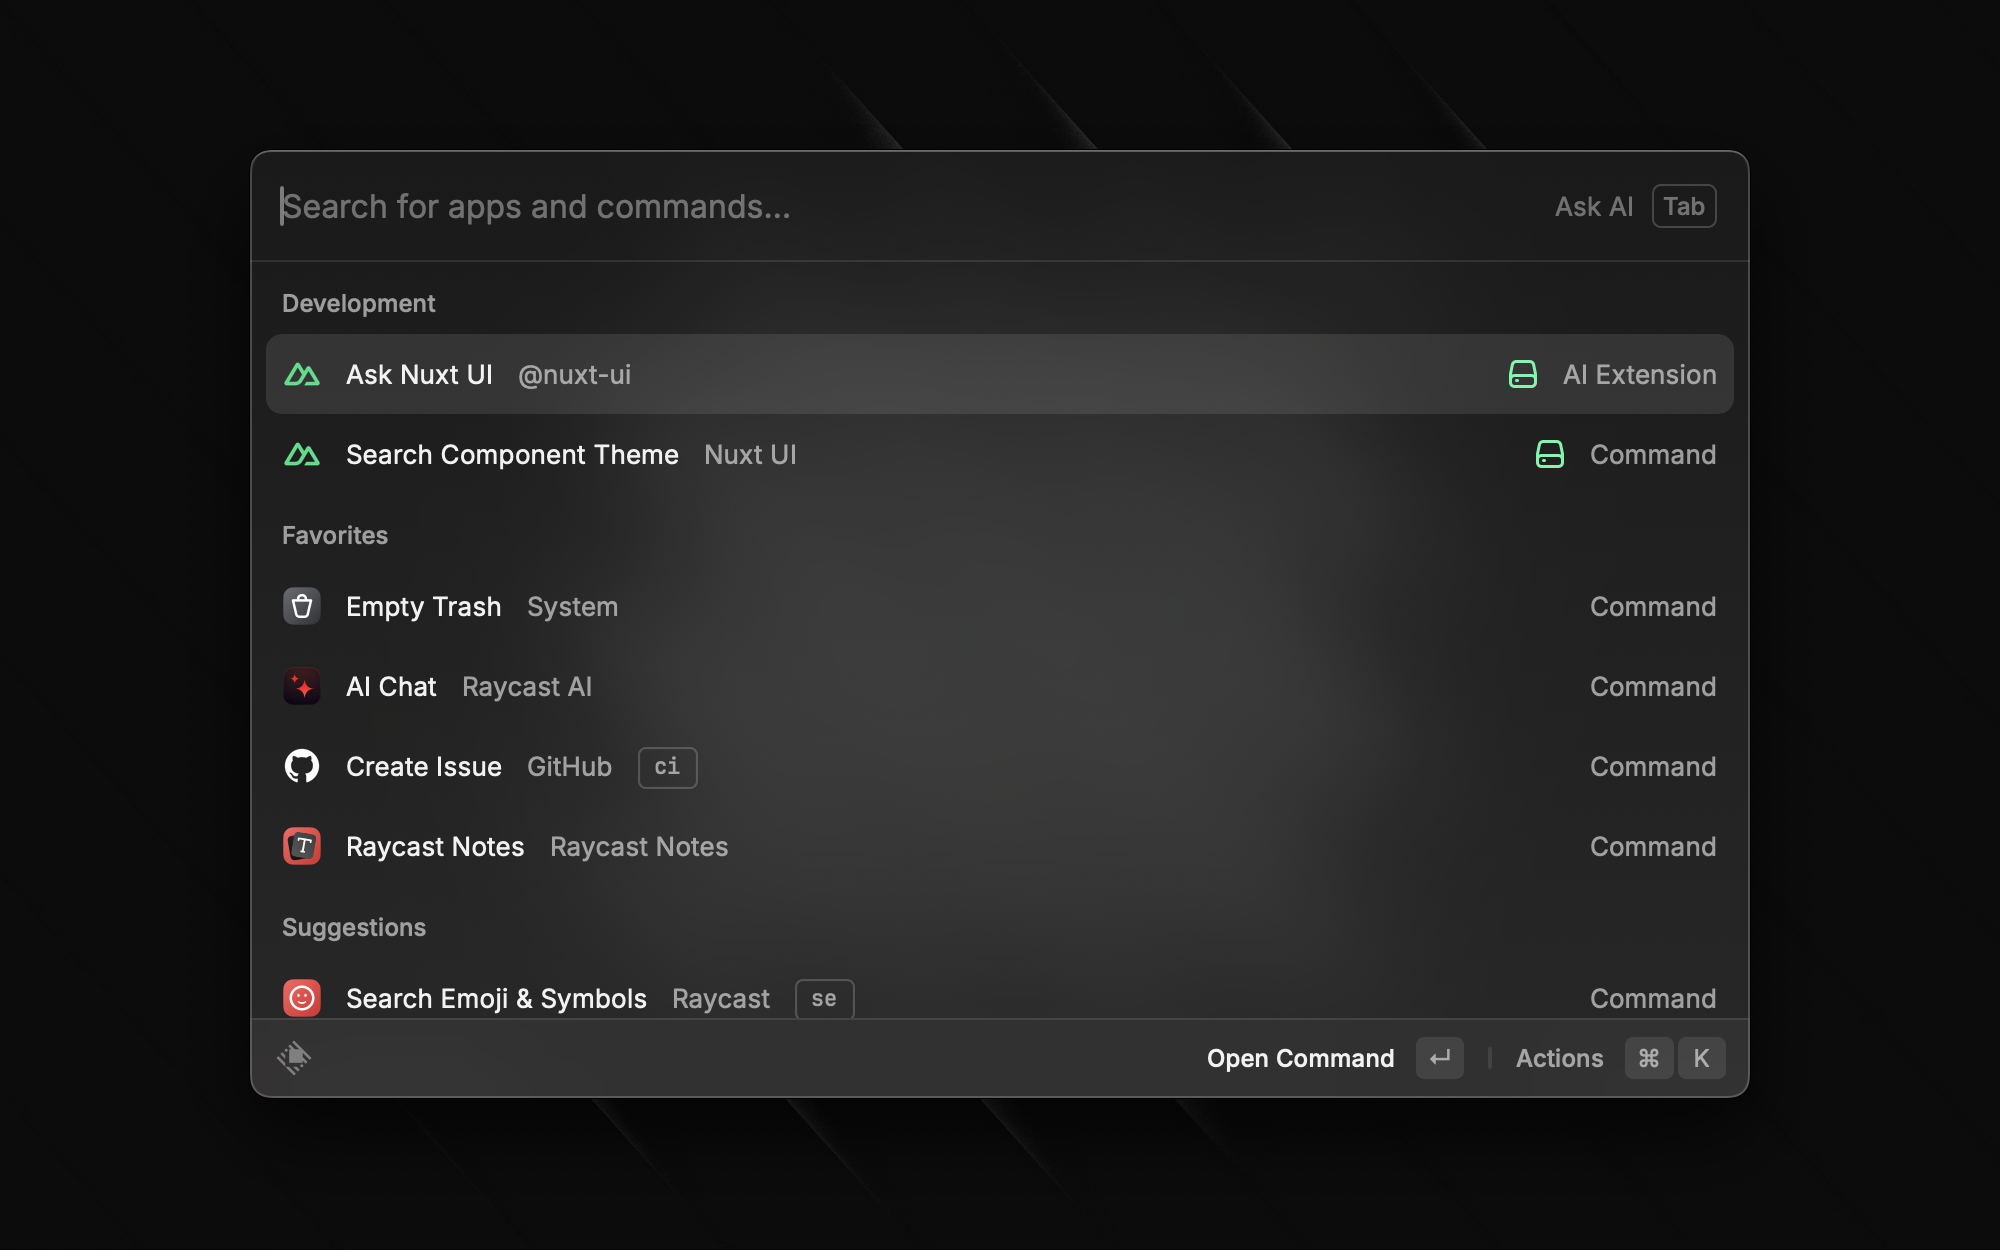 Search for apps and commands...
Ask AI Tab
Development
Ask Nuxt UI @nuxt-ui AI Extension
Search Component Theme Nuxt UI Command
Favorites
Empty Trash System Command
AI Chat Raycast AI Command
Create Issue GitHub ci Command
Raycast Notes Raycast Notes Command
Suggestions
Search Emoji & Symbols Raycast se Command
Open Command ↵ Actions ⌘ K